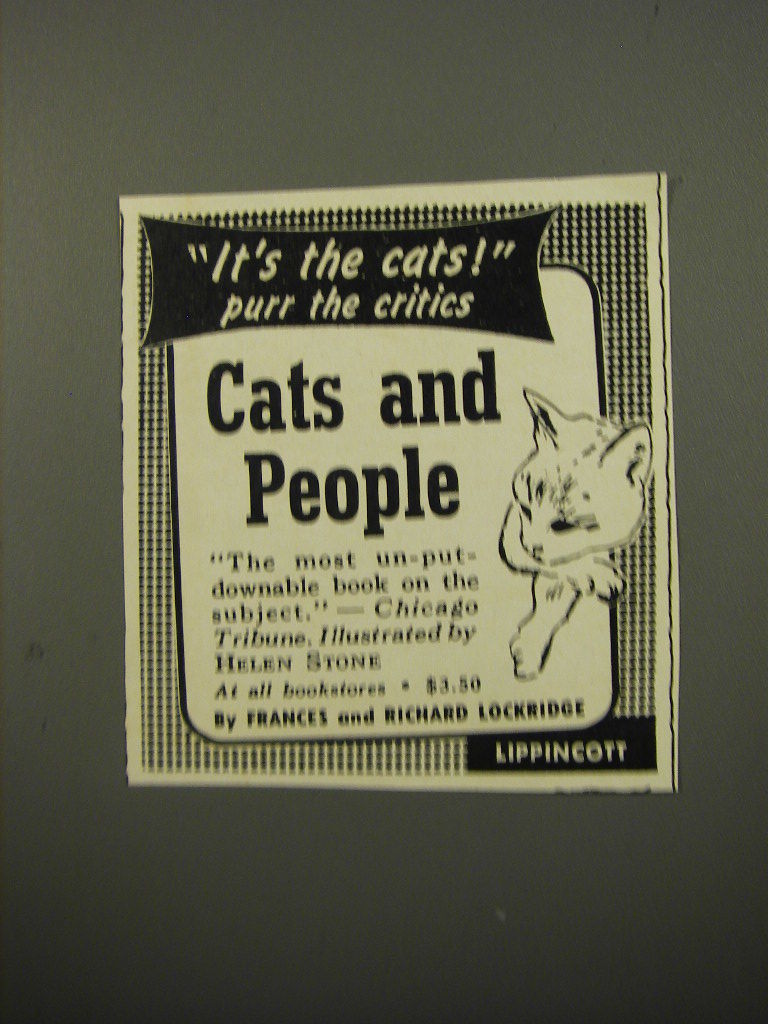 "It's the cats!"
purr the critics
Cats and
People
"The most un-put-
downable book on the
subject." — Chicago
Tribune. Illustrated by
HELEN STONE
At all bookstores • $3.50
By FRANCES and RICHARD LOCKRIDGE
LIPPINCOTT